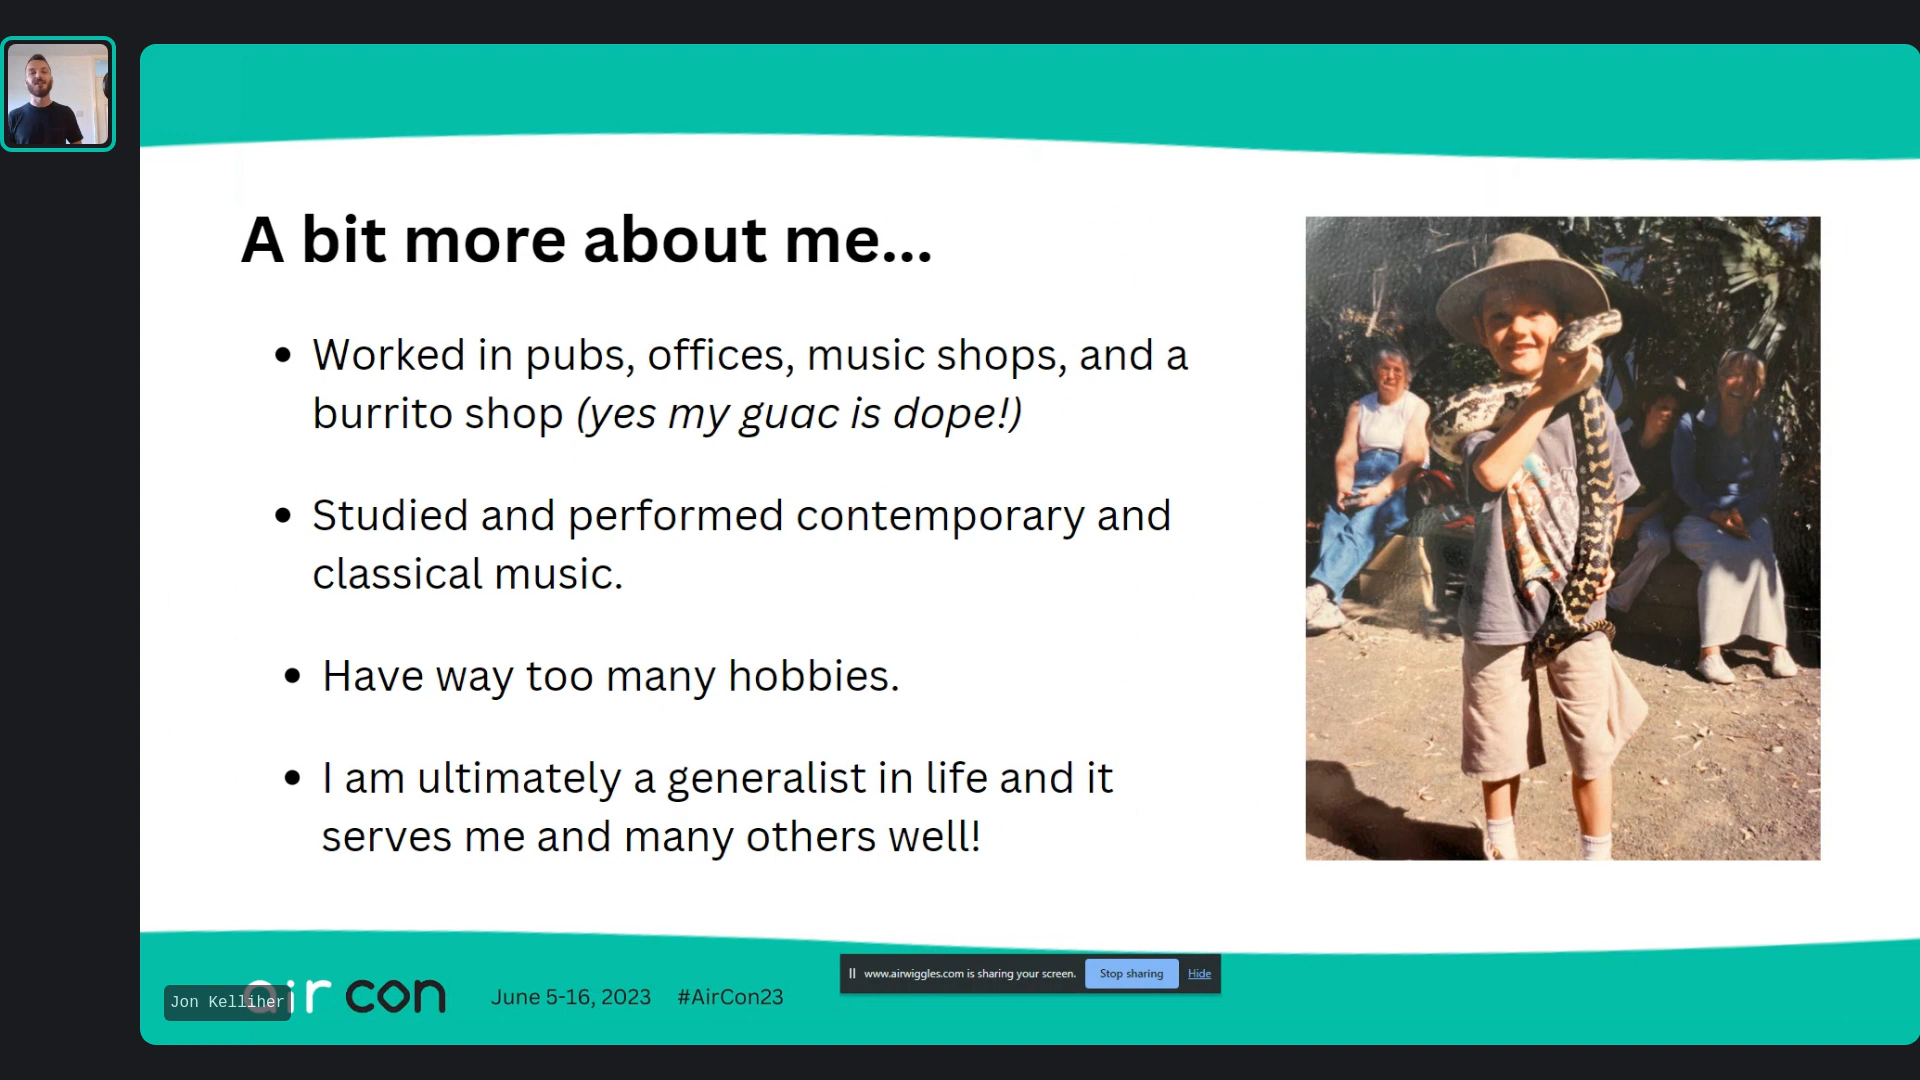 A bit more about me...
• Worked in pubs, offices, music shops, and a
burrito shop (yes my guac is dope!)
• Studied and performed contemporary and
classical music.
• Have way too many hobbies.
• I am ultimately a generalist in life and it
serves me and many others well!
www.airwiggles.com is sharing your screen. Stop sharing Hide
Jon Kelliher
air con
June 5-16, 2023 #AirCon23